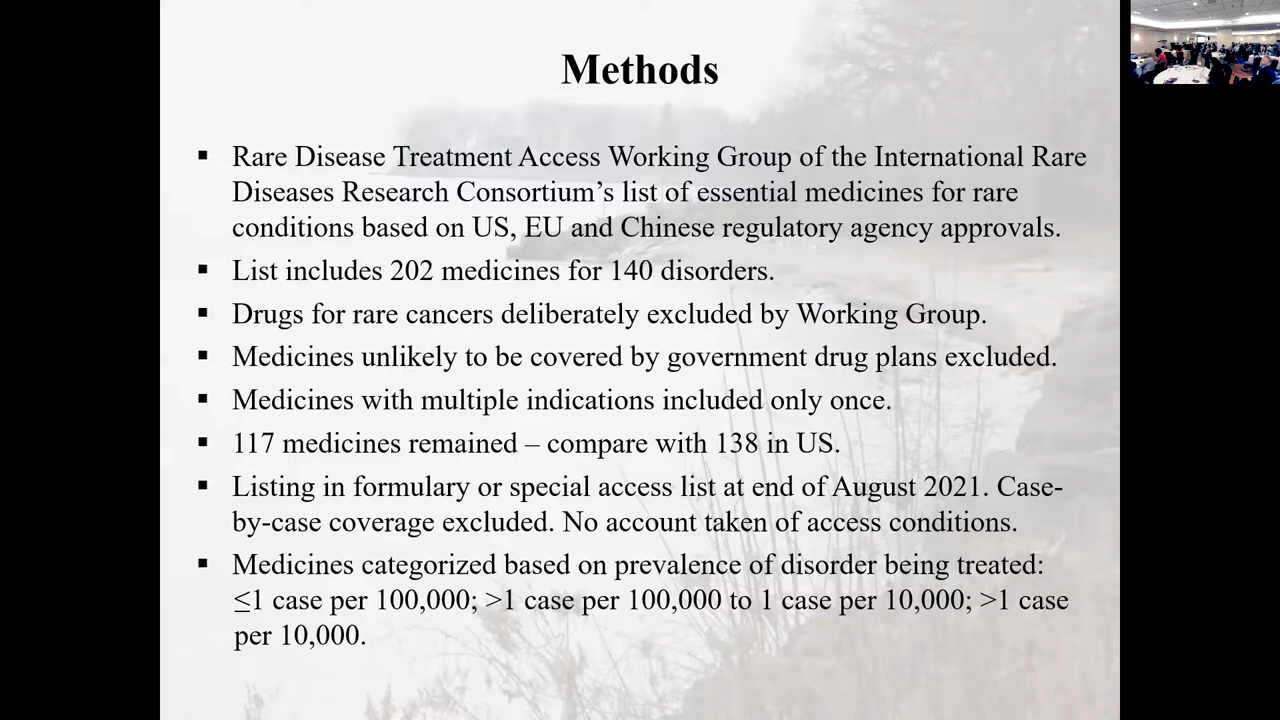 Methods
▪ Rare Disease Treatment Access Working Group of the International Rare
Diseases Research Consortium’s list of essential medicines for rare
conditions based on US, EU and Chinese regulatory agency approvals.
▪ List includes 202 medicines for 140 disorders.
▪ Drugs for rare cancers deliberately excluded by Working Group.
▪ Medicines unlikely to be covered by government drug plans excluded.
▪ Medicines with multiple indications included only once.
▪ 117 medicines remained – compare with 138 in US.
▪ Listing in formulary or special access list at end of August 2021. Case-
by-case coverage excluded. No account taken of access conditions.
▪ Medicines categorized based on prevalence of disorder being treated:
≤1 case per 100,000; >1 case per 100,000 to 1 case per 10,000; >1 case
per 10,000.